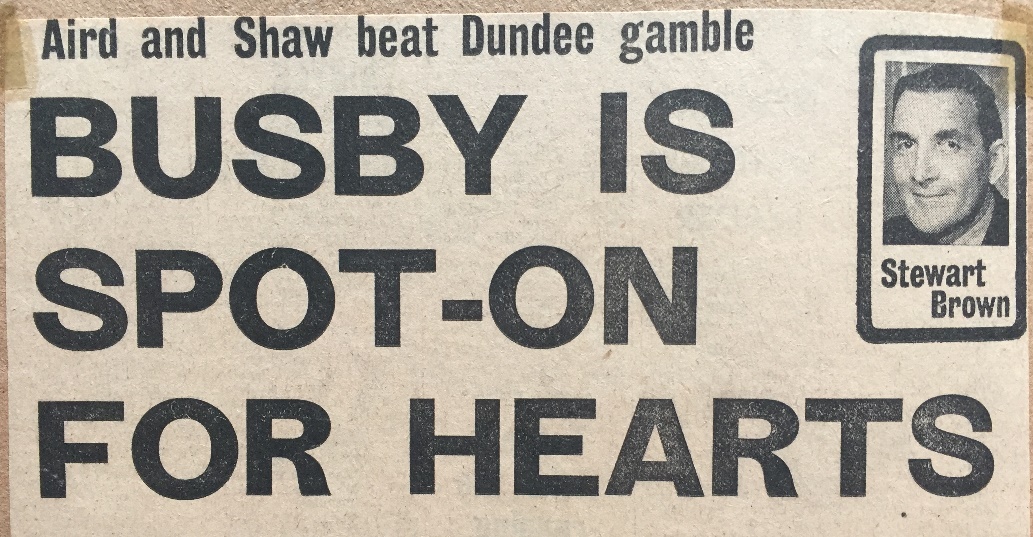 Aird and Shaw beat Dundee gamble
BUSBY IS
SPOT-ON
FOR HEARTS
Stewart
Brown